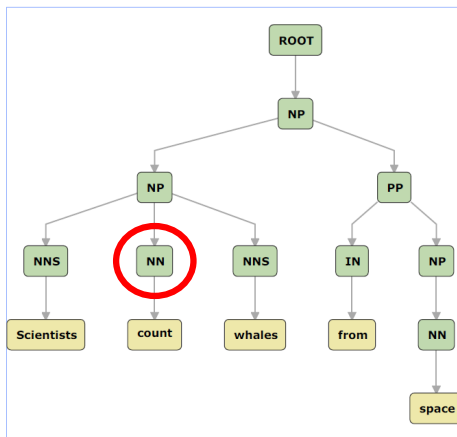 ROOT
NP
NP PP
NNS NN NNS IN NP
Scientists count whales from NN
space